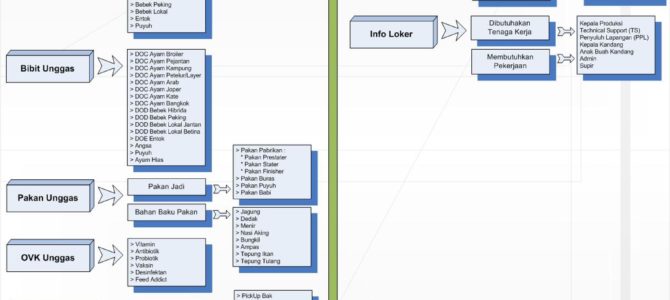 > Bebek Peking
> Bebek Lokal
> Entok
> Puyuh
Bibit Unggas
> DOC Ayam Broiler
> DOC Ayam Pejantan
> DOC Ayam Kampung
> DOC Ayam Petelur/Layer
> DOC Ayam Arab
> DOC Ayam Joper
> DOC Ayam Kate
> DOC Ayam Bangkok
> DOD Bebek Hibrida
> DOD Bebek Peking
> DOD Bebek Lokal Jantan
> DOD Bebek Lokal Betina
> DOE Entok
> Angsa
> Puyuh
> Ayam Hias
Pakan Unggas
Pakan Jadi
> Pakan Pabrikan :
* Pakan Prestater
* Pakan Stater
* Pakan Finisher
> Pakan Buras
> Pakan Puyuh
> Pakan Babi
Bahan Baku Pakan
> Jagung
> Dedak
> Menir
> Nasi Aking
> Bungkil
> Ampas
> Tepung Ikan
> Tepung Tulang
OVK Unggas
> Vitamin
> Antibiotik
> Probiotik
> Vaksin
> Desinfektan
> Feed Addict
> PickUp Bak
Info Loker
Dibutuhakan
Tenaga Kerja
Membutuhkan
Pekerjaan
Kepala Produksi
Technical Support (TS)
Penyuluh Lapangan (PPL)
Kepala Kandang
Anak Buah Kandang
Admin
Supir